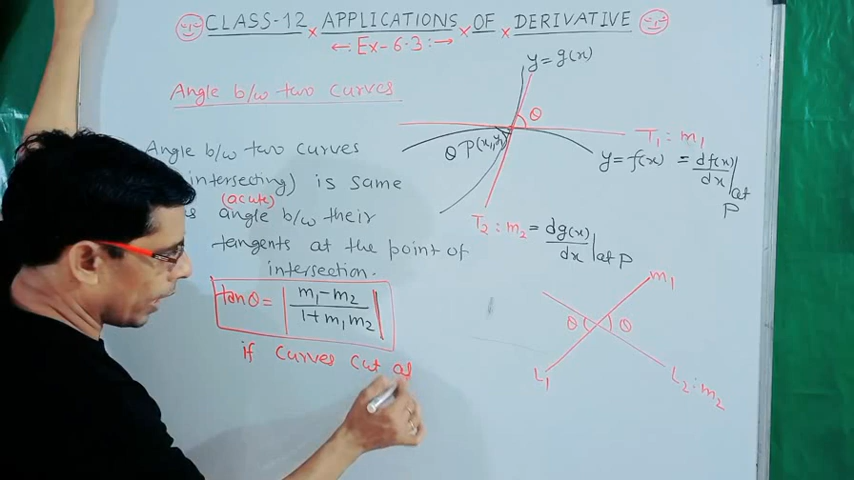 CLASS-12 x APPLICATIONS x OF x DERIVATIVE
←: Ex-6.3: →
Angle b/w two curves
Angle b/w two curves
intersecting) is same
(acute)
angle b/w their
tangents at the point of
intersection.
tanθ = | m₁-m₂ / 1+m₁m₂ |
if curves cut at
y=g(x)
θ
T₁: m₁
θ P(x₁,y₁)
y=f(x) = df(x)/dx | at P
T₂: m₂ = dg(x)/dx | at P
m₁
θ θ
L₁
L₂: m₂